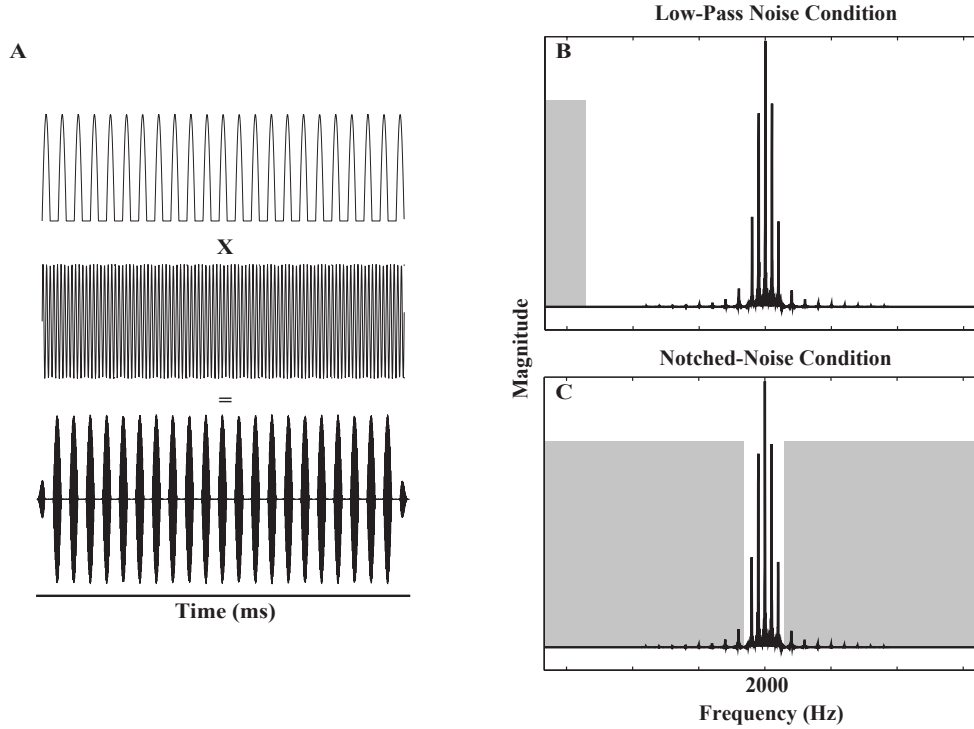 A
X
=
Time (ms)
Low-Pass Noise Condition
B
Magnitude
Notched-Noise Condition
C
2000
Frequency (Hz)